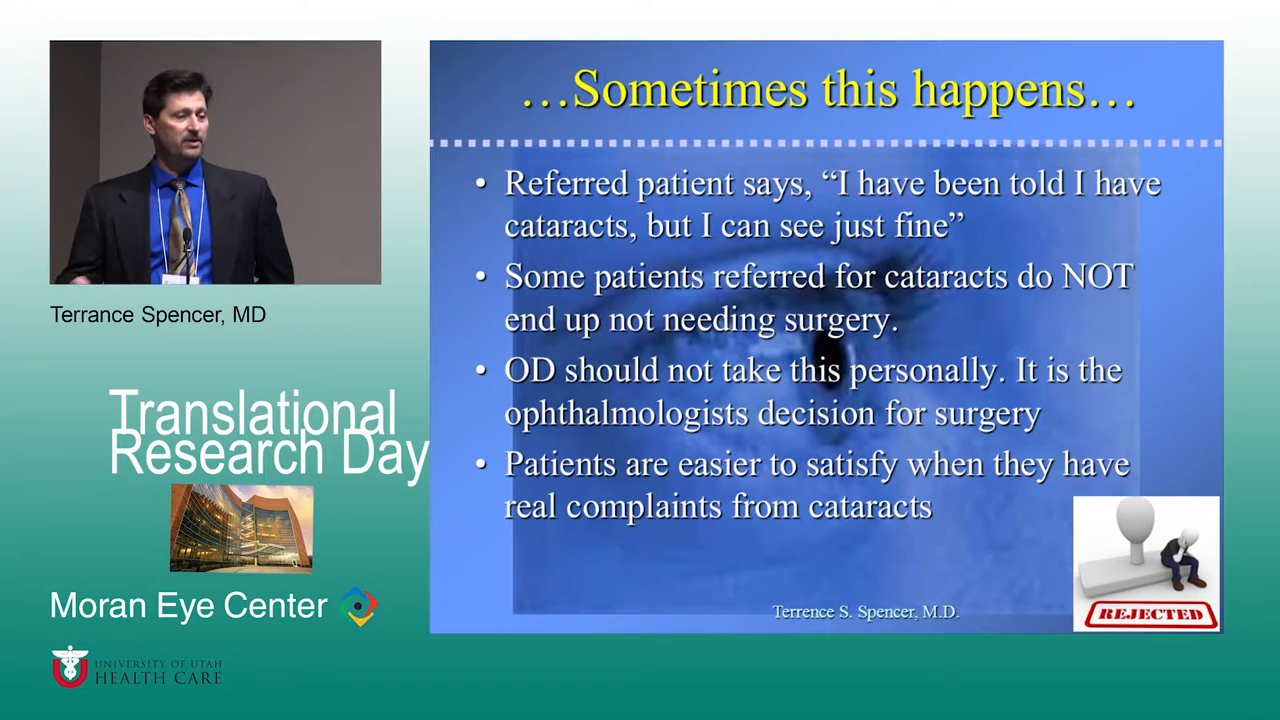 Terrance Spencer, MD
Translational
Research Day
Moran Eye Center
UNIVERSITY OF UTAH
HEALTH CARE
…Sometimes this happens…
• Referred patient says, “I have been told I have
cataracts, but I can see just fine”
• Some patients referred for cataracts do NOT
end up not needing surgery.
• OD should not take this personally. It is the
ophthalmologists decision for surgery
• Patients are easier to satisfy when they have
real complaints from cataracts
REJECTED
Terrence S. Spencer, M.D.